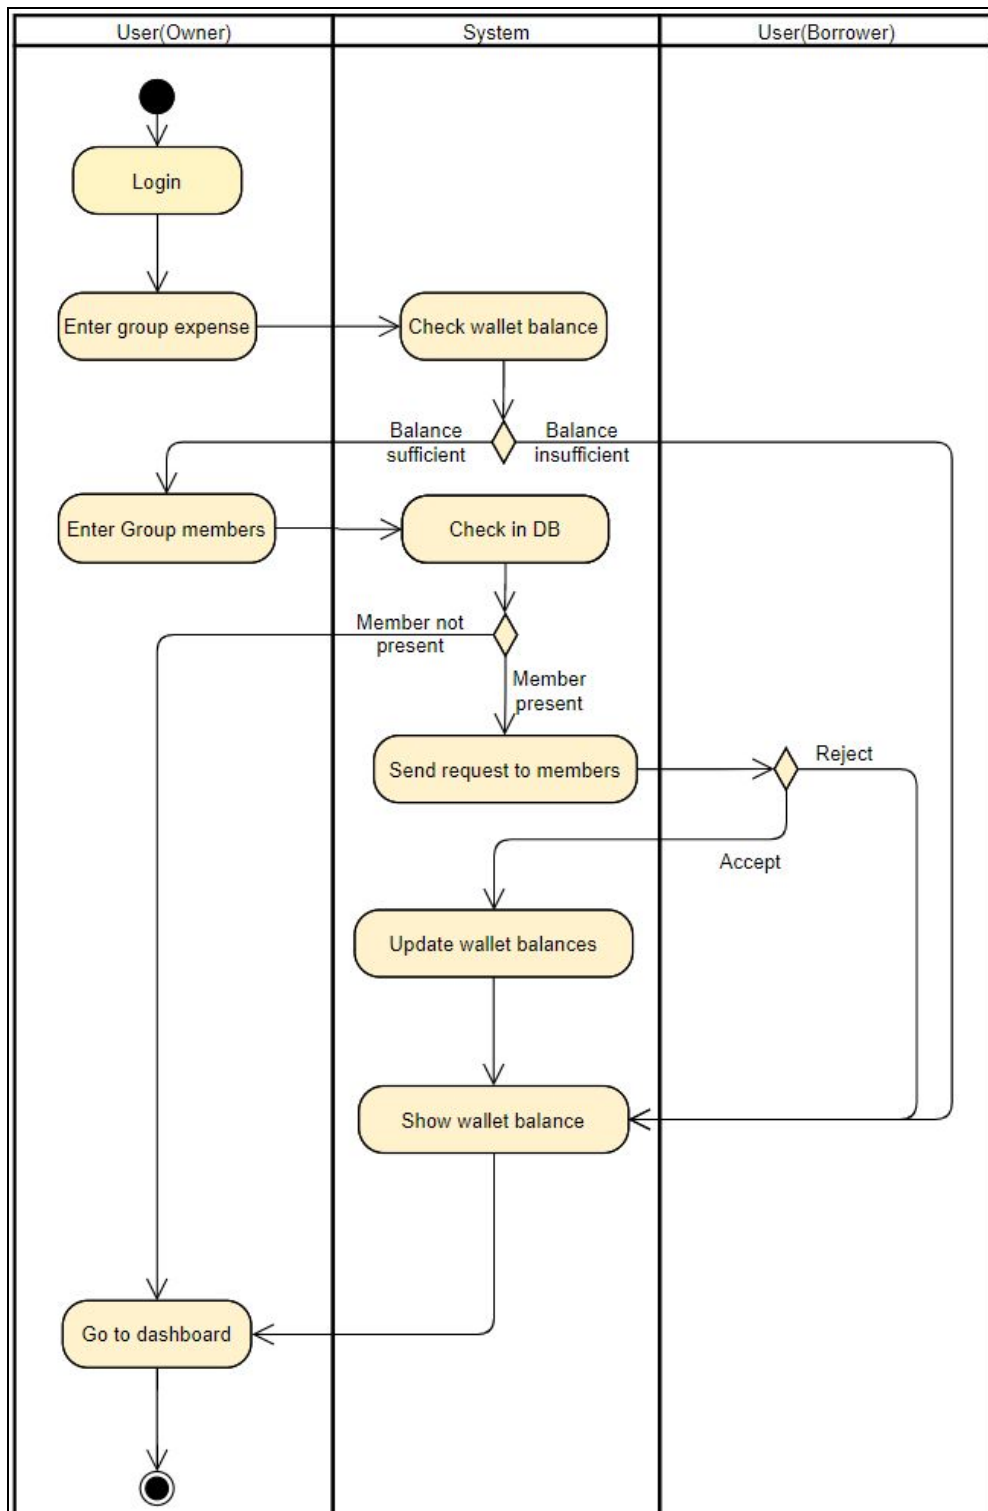 User(Owner)
System
User(Borrower)
Login
Enter group expense
Check wallet balance
Balance
sufficient
Balance
insufficient
Enter Group members
Check in DB
Member not
present
Member
present
Send request to members
Reject
Accept
Update wallet balances
Show wallet balance
Go to dashboard